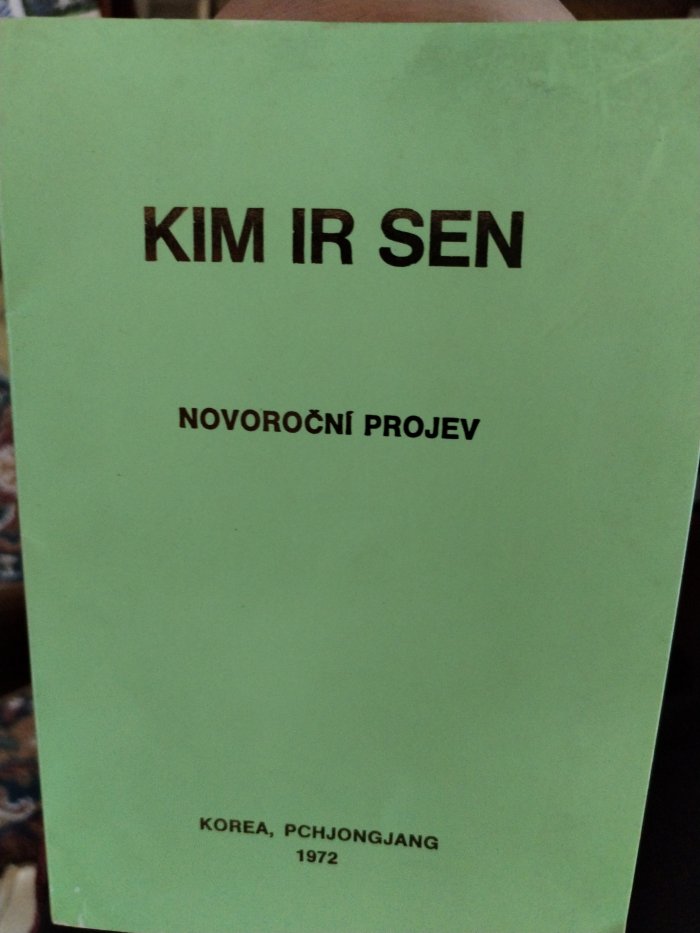 KIM IR SEN
NOVOROČNÍ PROJEV
KOREA, PCHJONGJANG
1972